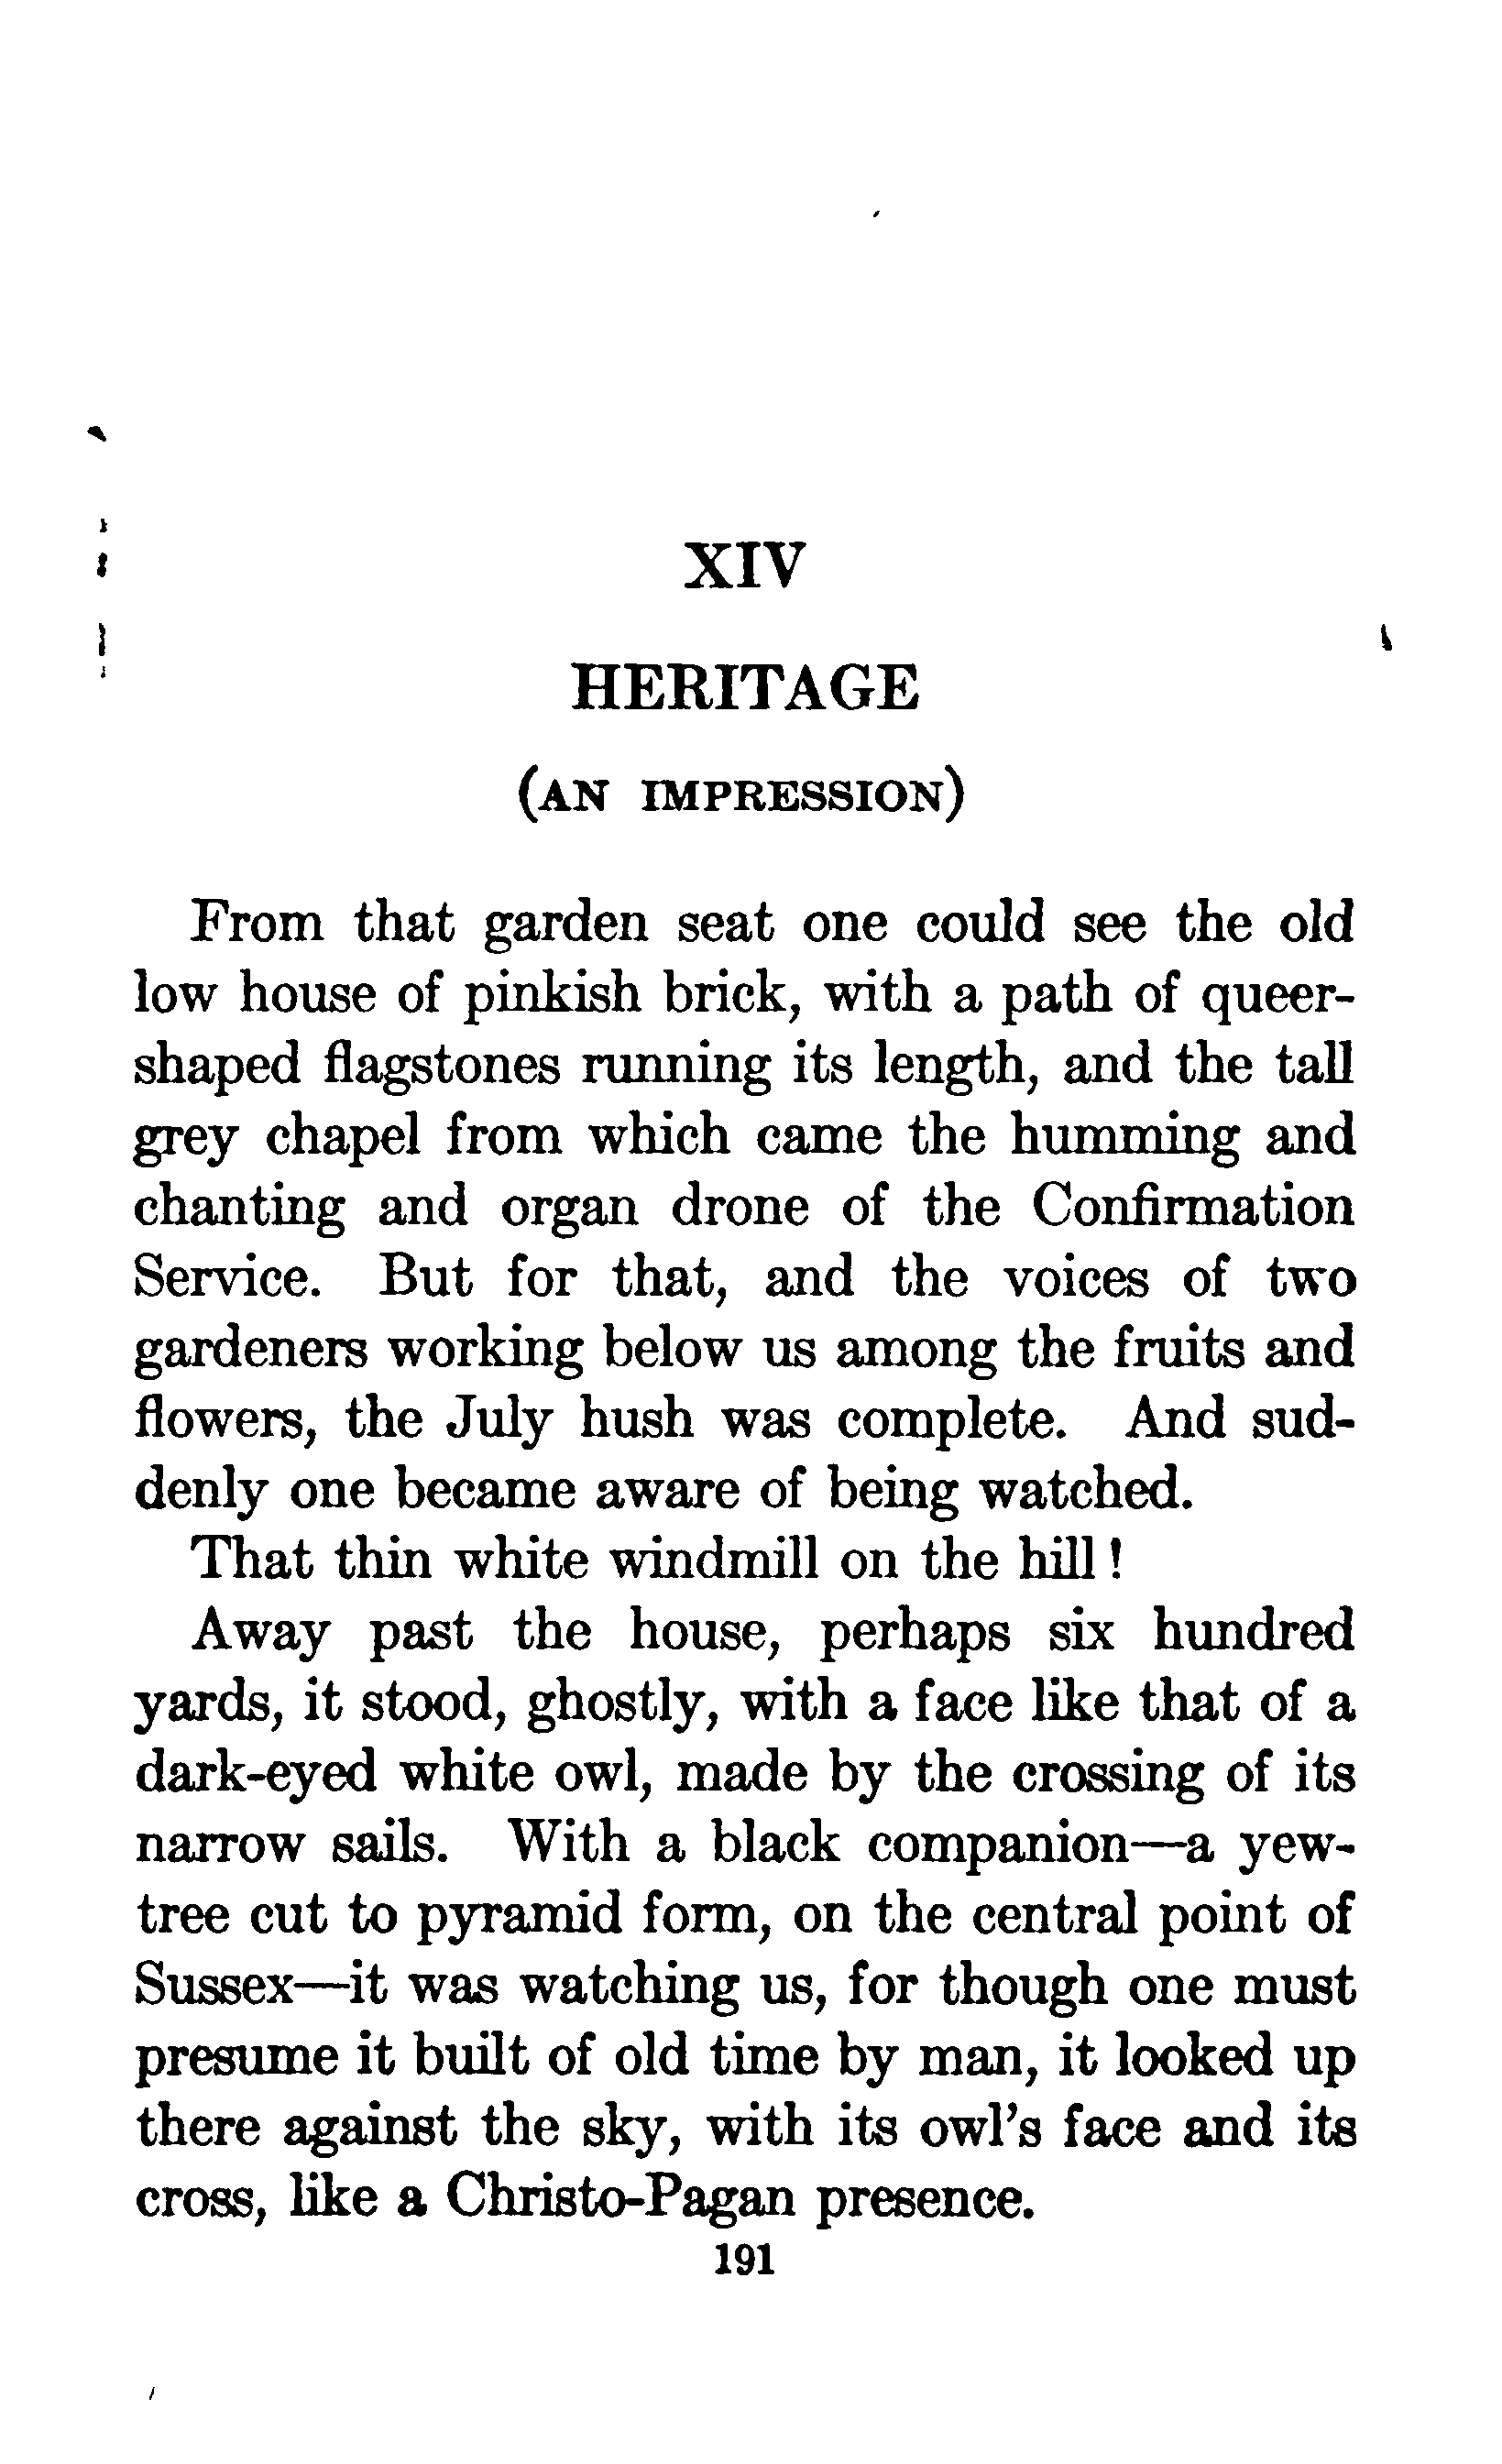 XIV
HERITAGE
(AN IMPRESSION)
From that garden seat one could see the old
low house of pinkish brick, with a path of queer-
shaped flagstones running its length, and the tall
grey chapel from which came the humming and
chanting and organ drone of the Confirmation
Service. But for that, and the voices of two
gardeners working below us among the fruits and
flowers, the July hush was complete. And sud-
denly one became aware of being watched.
That thin white windmill on the hill!
Away past the house, perhaps six hundred
yards, it stood, ghostly, with a face like that of a
dark-eyed white owl, made by the crossing of its
narrow sails. With a black companion—a yew-
tree cut to pyramid form, on the central point of
Sussex—it was watching us, for though one must
presume it built of old time by man, it looked up
there against the sky, with its owl's face and its
cross, like a Christo-Pagan presence.
191